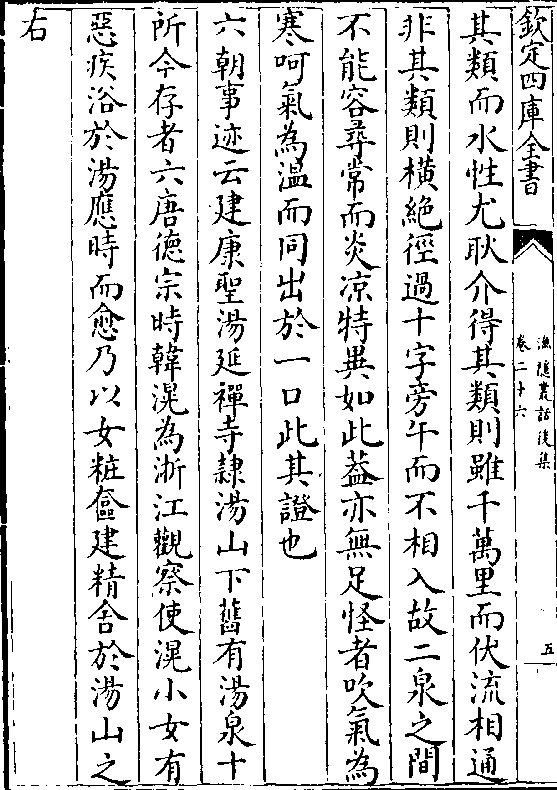 欽定四庫全書
漁隱叢話後集
卷二十六
五
其類而水性尤耿介得其類則雖千萬里而伏流相通
非其類則橫絶徑過十字旁午而不相入故二泉之間
不能容尋常而炎凉特異如此葢亦無足怪者吹氣為
寒呵氣為溫而同出於一口此其證也
六朝事迹云建康聖湯延禪寺隸湯山下舊有湯泉十
所今存者六唐德宗時韓滉為浙江觀察使滉小女有
惡疾浴於湯應時而愈乃以女粧奩建精舎於湯山之
右